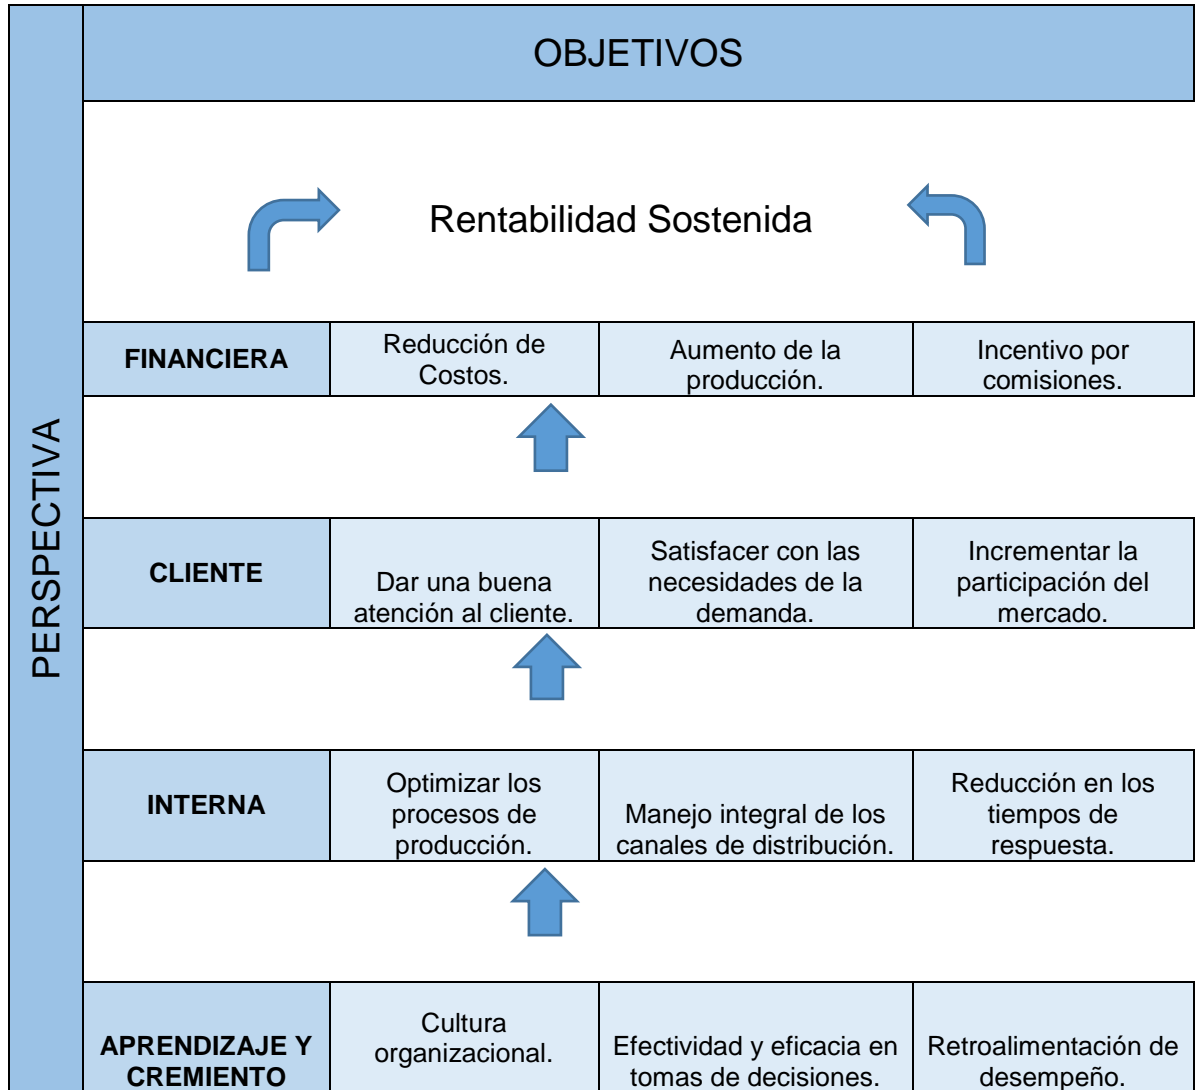 OBJETIVOS
PERSPECTIVA
Rentabilidad Sostenida
FINANCIERA
Reducción de
Costos.
Aumento de la
producción.
Incentivo por
comisiones.
CLIENTE
Dar una buena
atención al cliente.
Satisfacer con las
necesidades de la
demanda.
Incrementar la
participación del
mercado.
INTERNA
Optimizar los
procesos de
producción.
Manejo integral de los
canales de distribución.
Reducción en los
tiempos de
respuesta.
APRENDIZAJE Y
CREMIENTO
Cultura
organizacional.
Efectividad y eficacia en
tomas de decisiones.
Retroalimentación de
desempeño.